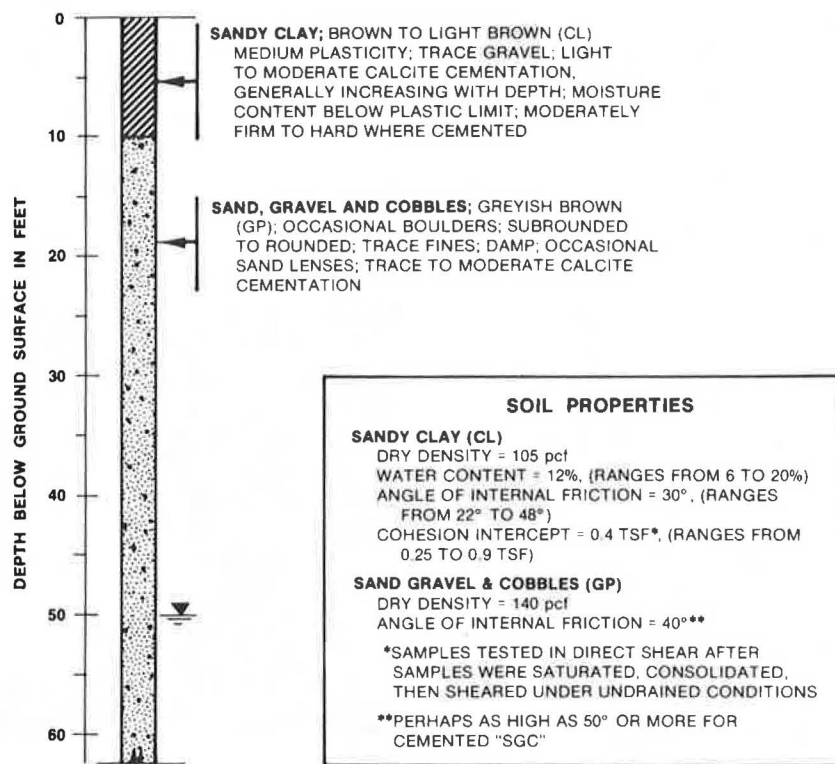 DEPTH BELOW GROUND SURFACE IN FEET
0
10
20
30
40
50
60
SANDY CLAY; BROWN TO LIGHT BROWN (CL)
MEDIUM PLASTICITY; TRACE GRAVEL; LIGHT
TO MODERATE CALCITE CEMENTATION,
GENERALLY INCREASING WITH DEPTH; MOISTURE
CONTENT BELOW PLASTIC LIMIT; MODERATELY
FIRM TO HARD WHERE CEMENTED
SAND, GRAVEL AND COBBLES; GREYISH BROWN
(GP); OCCASIONAL BOULDERS; SUBROUNDED
TO ROUNDED; TRACE FINES; DAMP; OCCASIONAL
SAND LENSES; TRACE TO MODERATE CALCITE
CEMENTATION
SOIL PROPERTIES
SANDY CLAY (CL)
DRY DENSITY = 105 pcf
WATER CONTENT = 12%, (RANGES FROM 6 TO 20%)
ANGLE OF INTERNAL FRICTION = 30°, (RANGES
FROM 22° TO 48°)
COHESION INTERCEPT = 0.4 TSF*, (RANGES FROM
0.25 TO 0.9 TSF)
SAND GRAVEL & COBBLES (GP)
DRY DENSITY = 140 pcf
ANGLE OF INTERNAL FRICTION = 40°**
*SAMPLES TESTED IN DIRECT SHEAR AFTER
SAMPLES WERE SATURATED, CONSOLIDATED,
THEN SHEARED UNDER UNDRAINED CONDITIONS
**PERHAPS AS HIGH AS 50° OR MORE FOR
CEMENTED "SGC"